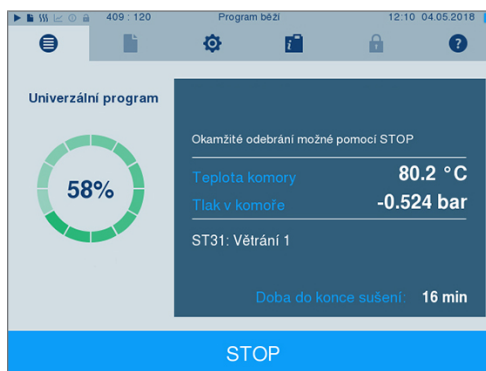 409 : 120 Program běží 12:10 04.05.2018
Univerzální program
58%
Okamžité odebrání možné pomocí STOP
Teplota komory 80.2 °C
Tlak v komoře -0.524 bar
ST31: Větrání 1
Doba do konce sušení: 16 min
STOP